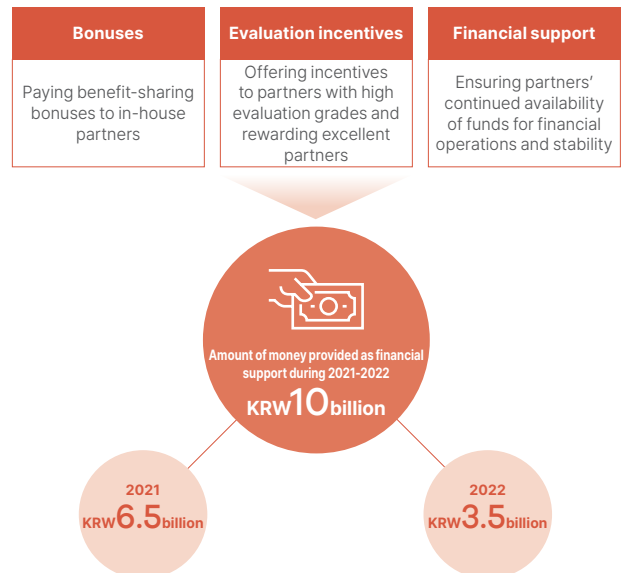 Bonuses
Paying benefit-sharing
bonuses to in-house
partners
Evaluation incentives
Offering incentives
to partners with high
evaluation grades and
rewarding excellent
partners
Financial support
Ensuring partners’
continued availability
of funds for financial
operations and stability
Amount of money provided as financial
support during 2021-2022
KRW10billion
2021
KRW6.5billion
2022
KRW3.5billion